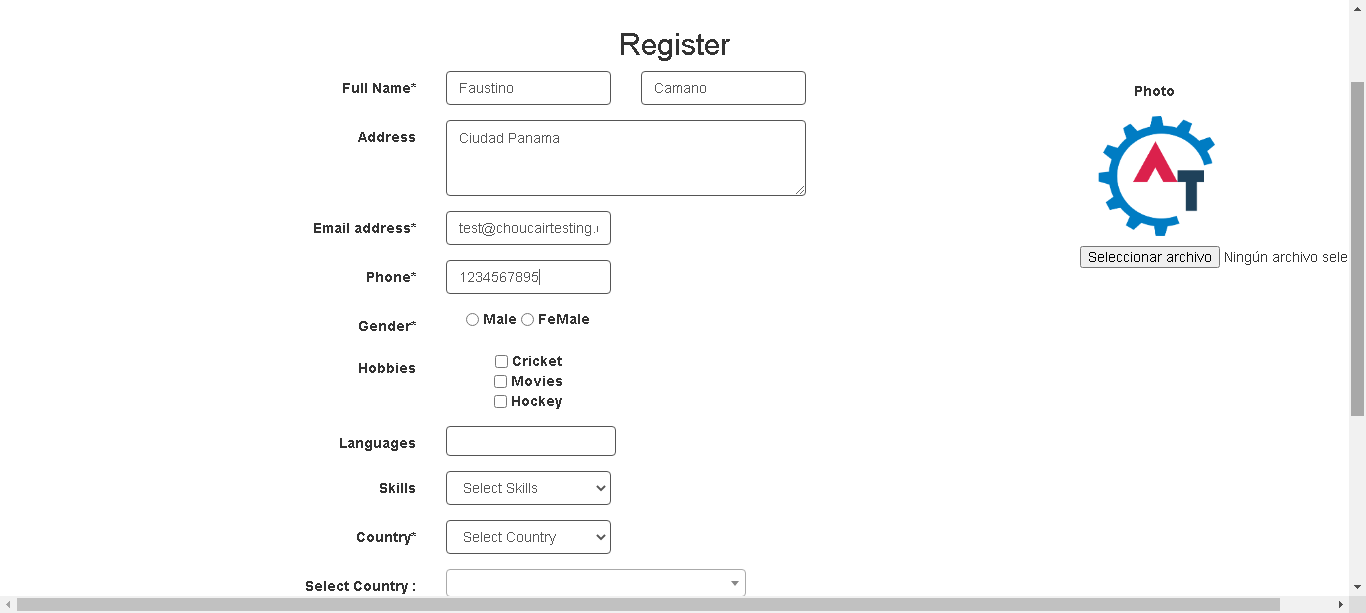 Register
Full Name* Faustino Camano
Photo
Address Ciudad Panama
AT
Email address* test@choucairtesting.
Seleccionar archivo Ningún archivo sele
Phone* 1234567895
Gender* Male FeMale
Hobbies Cricket
Movies
Hockey
Languages
Skills Select Skills
Country* Select Country
Select Country :